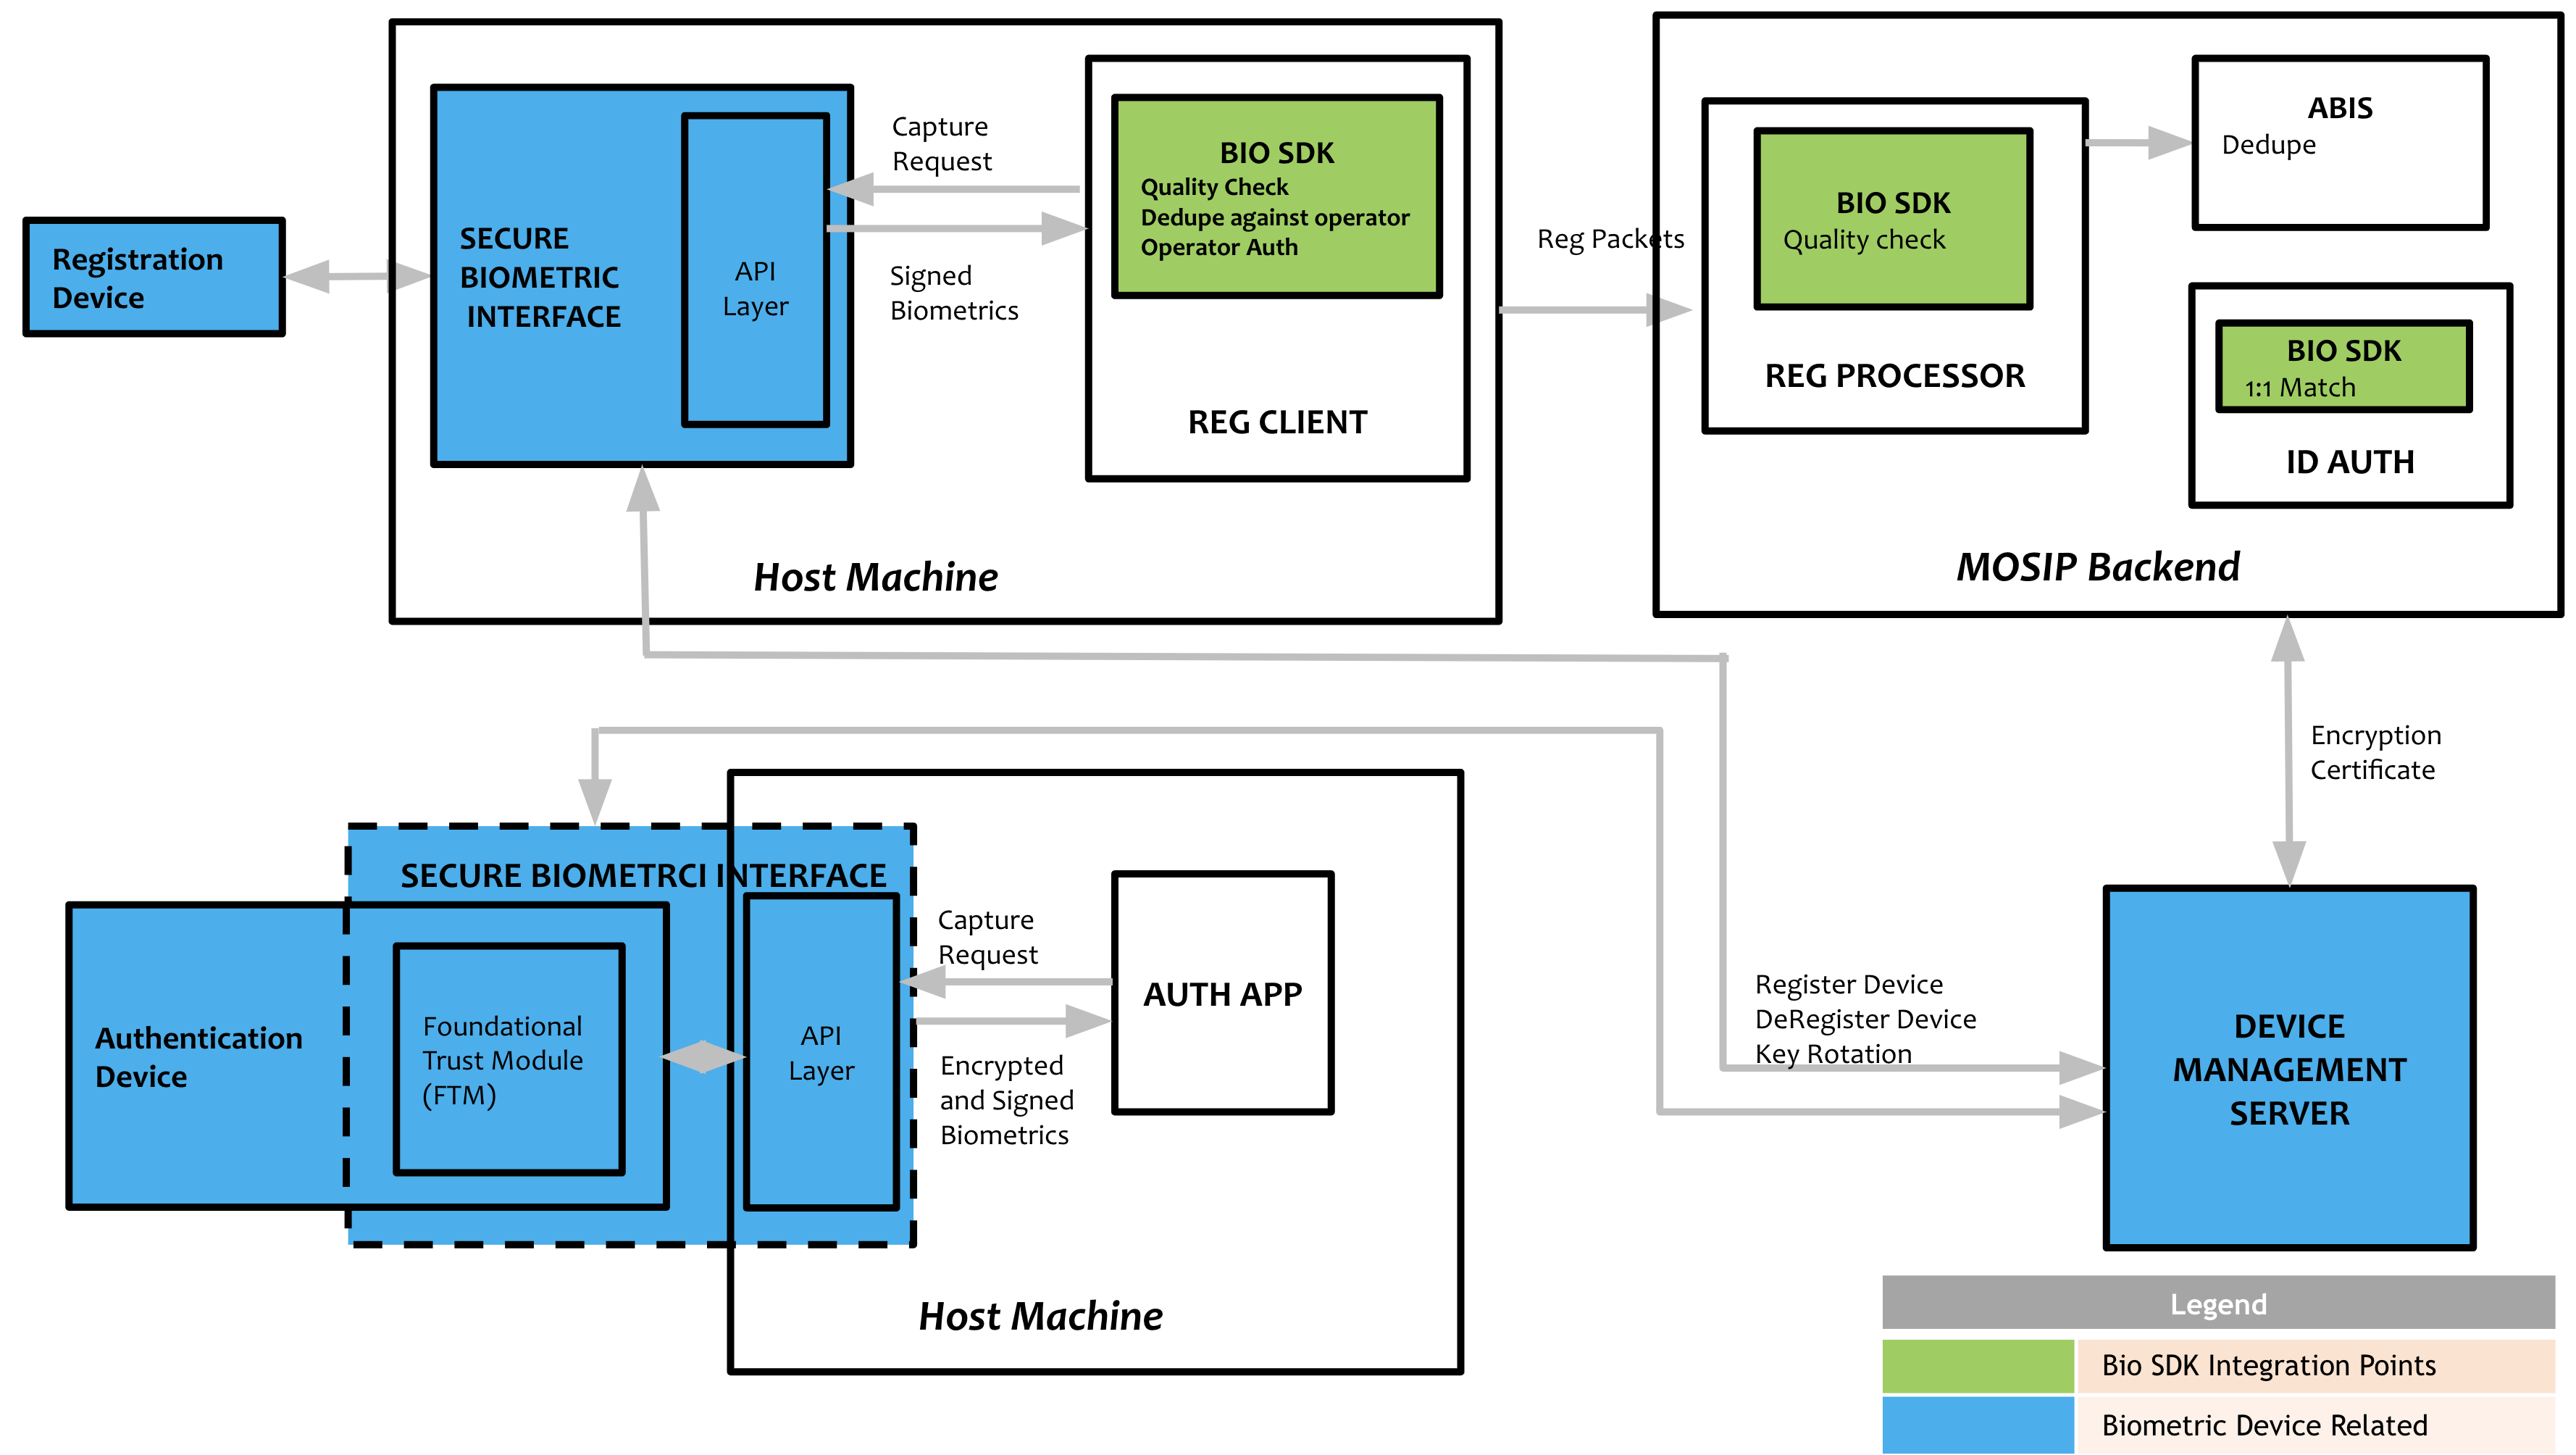 Registration
Device
SECURE
BIOMETRIC
INTERFACE
API
Layer
Capture
Request
Signed
Biometrics
BIO SDK
Quality Check
Dedupe against operator
Operator Auth
REG CLIENT
Host Machine
Reg Packets
BIO SDK
Quality check
REG PROCESSOR
ABIS
Dedupe
BIO SDK
1:1 Match
ID AUTH
MOSIP Backend
Encryption
Certificate
SECURE BIOMETRCI INTERFACE
Authentication
Device
Foundational
Trust Module
(FTM)
API
Layer
Capture
Request
Encrypted
and Signed
Biometrics
AUTH APP
Host Machine
Register Device
DeRegister Device
Key Rotation
DEVICE
MANAGEMENT
SERVER
Legend
Bio SDK Integration Points
Biometric Device Related